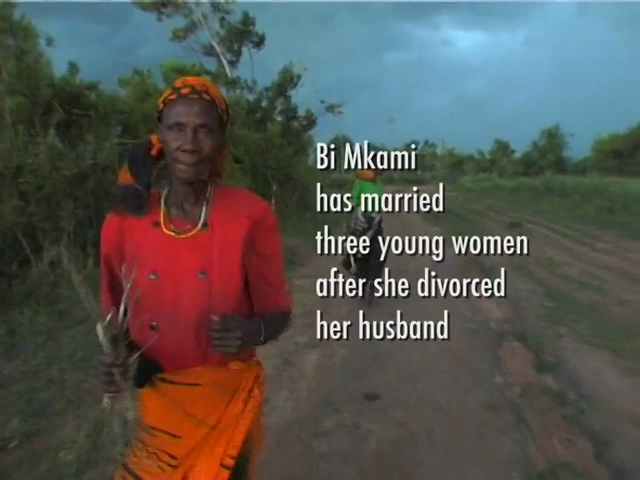 Bi Mkami
has married
three young women
after she divorced
her husband